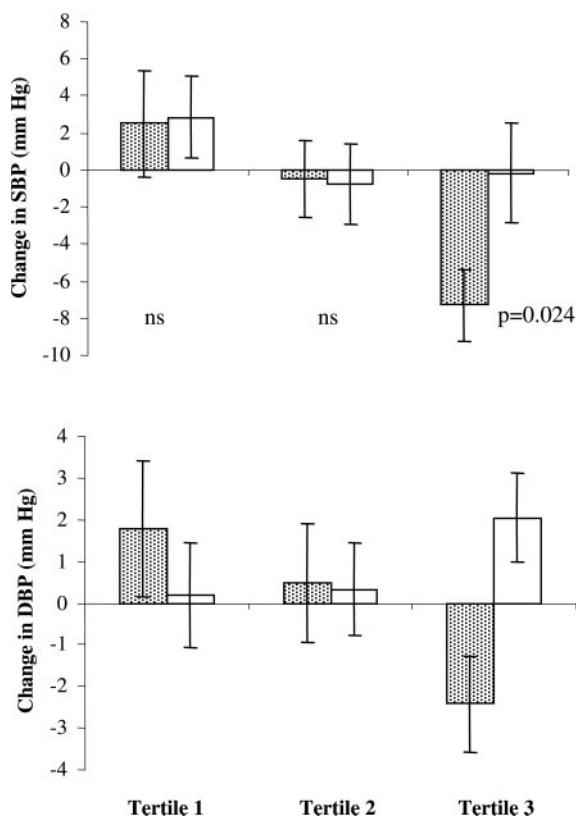 Change in SBP (mm Hg)
8
6
4
2
0
-2
-4
-6
-8
-10
ns
ns
p=0.024
Change in DBP (mm Hg)
4
3
2
1
0
-1
-2
-3
-4
Tertile 1
Tertile 2
Tertile 3